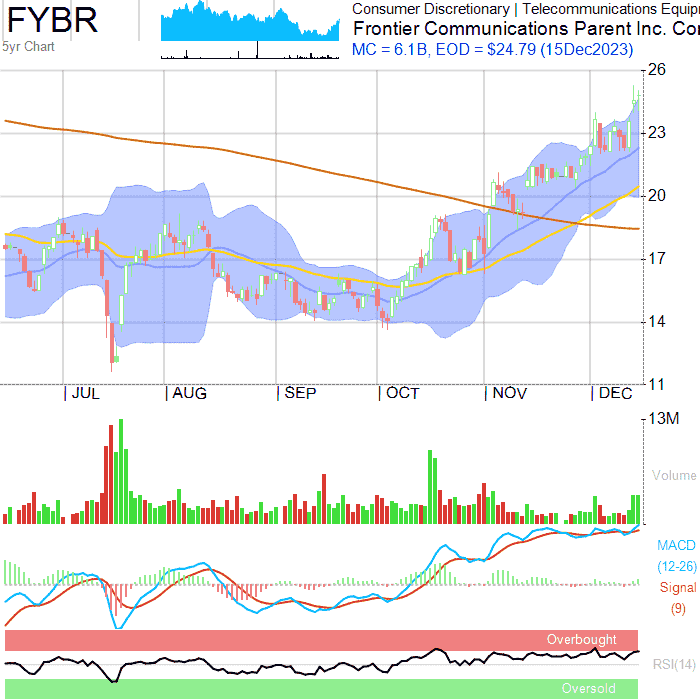 FYBR
5yr Chart
Consumer Discretionary | Telecommunications Equip
Frontier Communications Parent Inc. Co
MC = 6.1B, EOD = $24.79 (15Dec2023)
26
23
20
17
14
11
JUL AUG SEP OCT NOV DEC
13M
Volume
MACD
(12-26)
Signal
(9)
Overbought
RSI(14)
Oversold